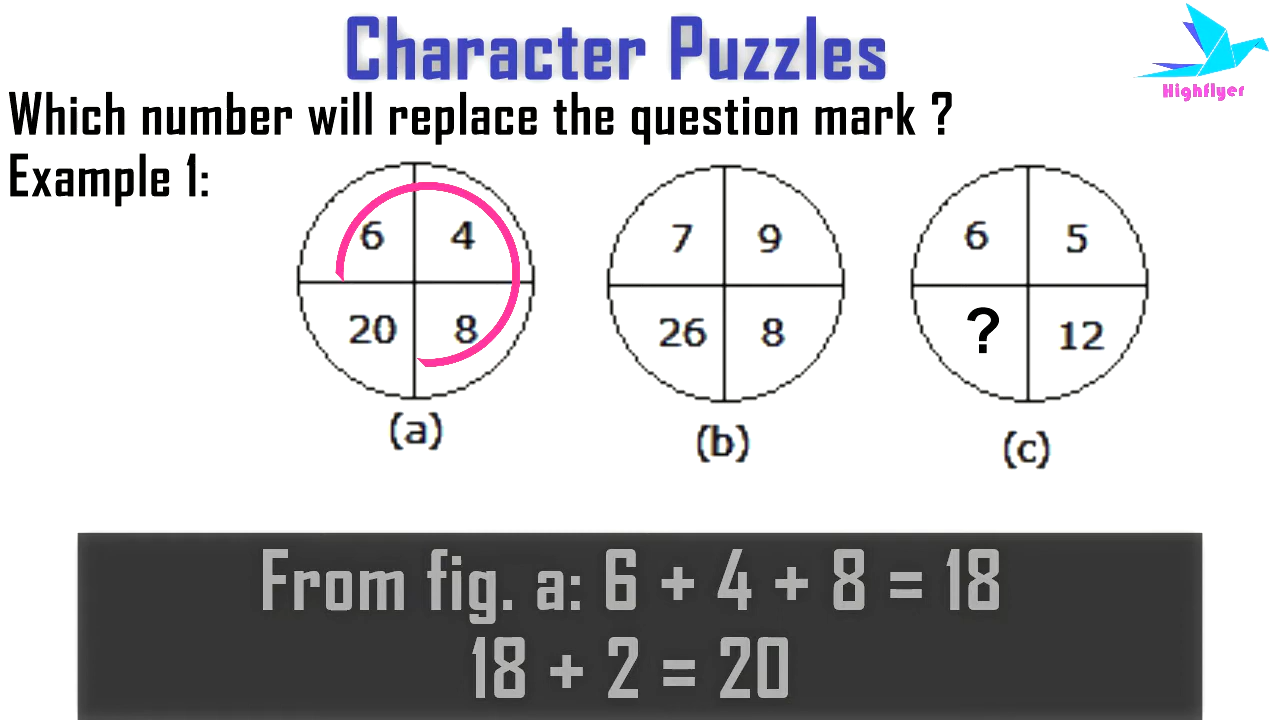 Character Puzzles
Highflyer
Which number will replace the question mark ?
Example 1:
6 4 7 9 6 5
20 8 26 8 ? 12
(a) (b) (c)
From fig. a: 6 + 4 + 8 = 18
18 + 2 = 20